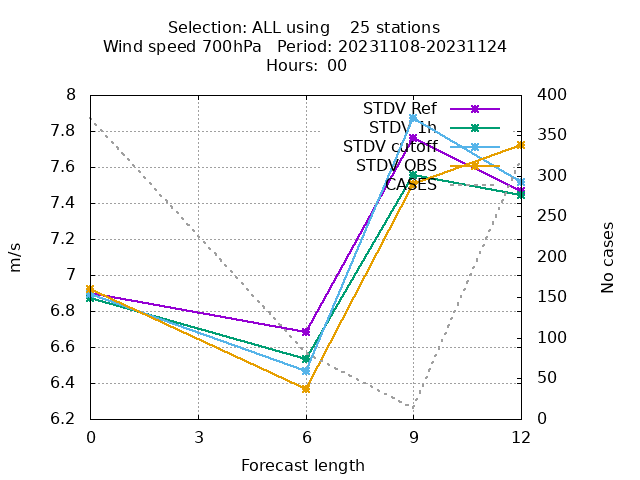 Selection: ALL using    25 stations
Wind speed 700hPa   Period: 20231108-20231124
Hours: 00
STDV Ref
STDV 1h
STDV cutoff
STDV OBS
CASES
8
7.8
7.6
7.4
7.2
7
6.8
6.6
6.4
6.2
m/s
400
350
300
250
200
150
100
50
0
No cases
0 3 6 9 12
Forecast length